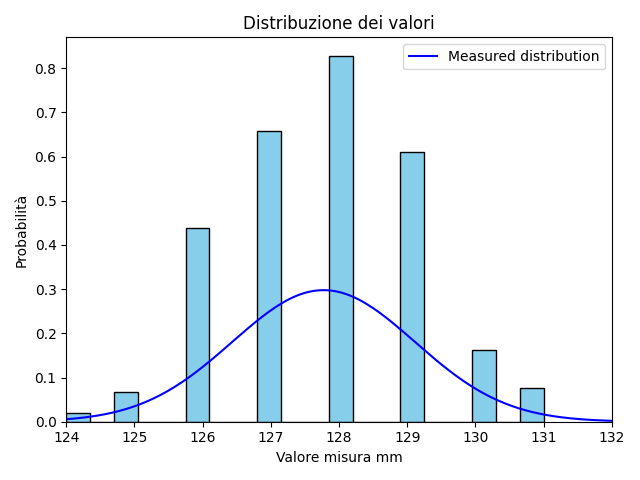 Distribuzione dei valori
Measured distribution
0.8
0.7
0.6
0.5
0.4
0.3
0.2
0.1
0.0
Probabilità
124 125 126 127 128 129 130 131 132
Valore misura mm